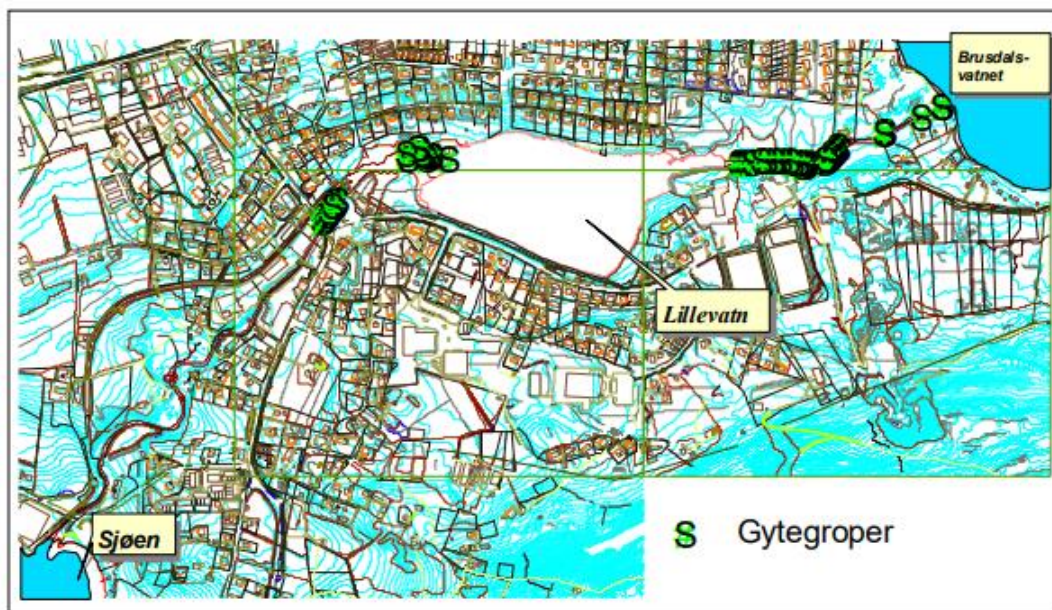 Brusdals-
vatnet
Lillevatn
Sjøen
S Gytegroper